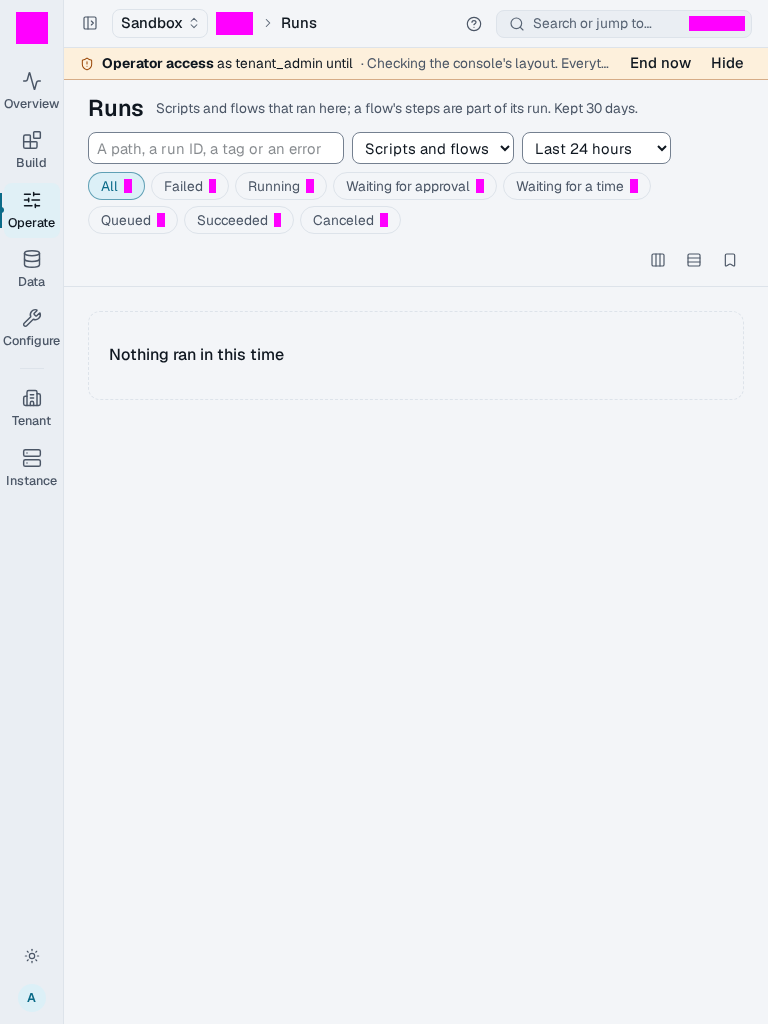 Sandbox
Runs
Search or jump to…
Operator access as tenant_admin until · Checking the console's layout. Everyt…
End now
Hide
Overview
Build
Operate
Data
Configure
Tenant
Instance
A
Runs
Scripts and flows that ran here; a flow's steps are part of its run. Kept 30 days.
A path, a run ID, a tag or an error
Scripts and flows
Last 24 hours
All
Failed
Running
Waiting for approval
Waiting for a time
Queued
Succeeded
Canceled
Nothing ran in this time